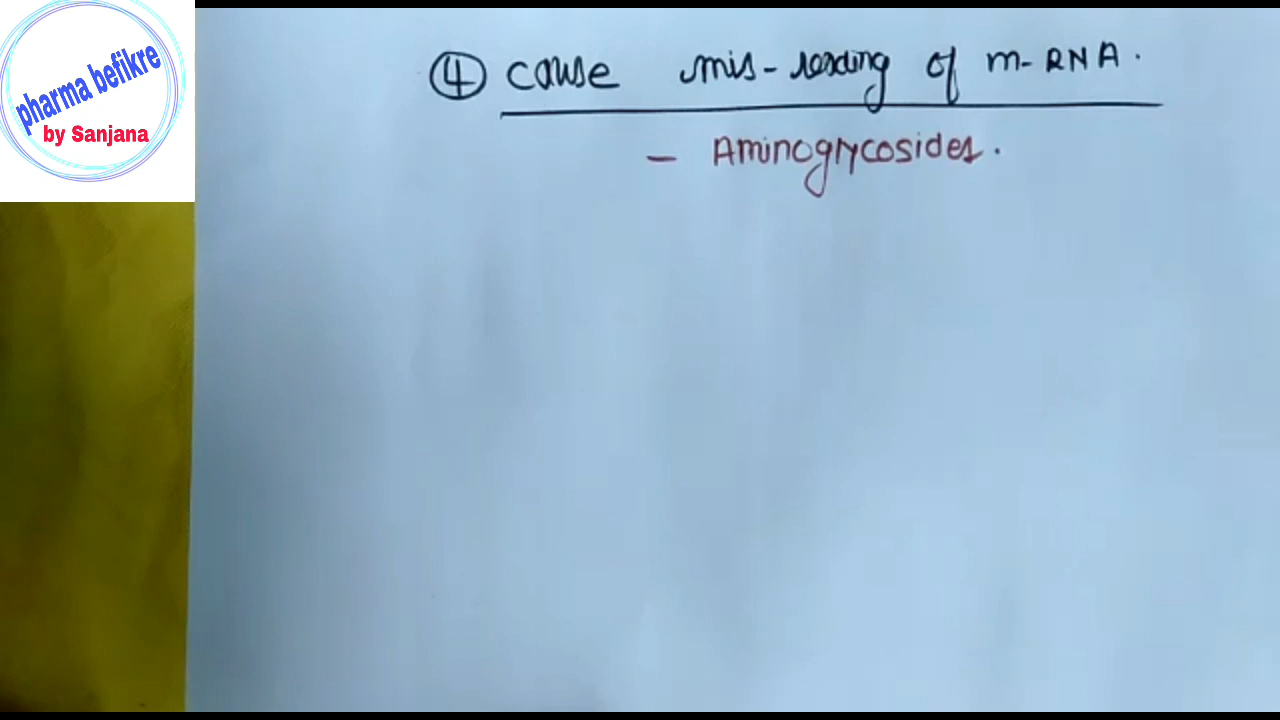 pharma befikre
by Sanjana
④ cause mis-reading of m-RNA.
- Aminoglycosides.